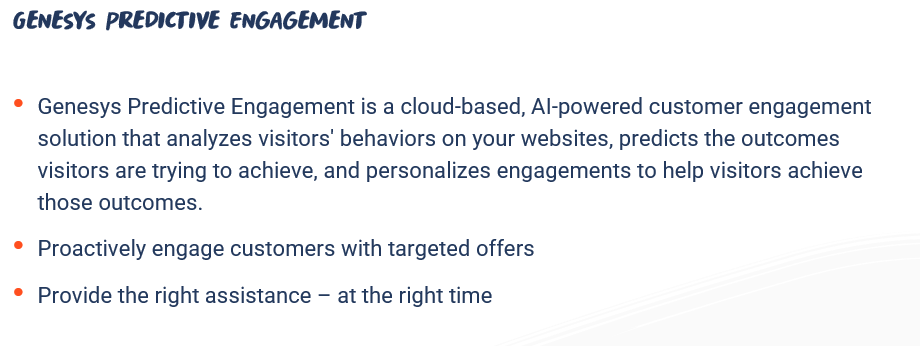 GENESYS PREDICTIVE ENGAGEMENT
• Genesys Predictive Engagement is a cloud-based, AI-powered customer engagement
solution that analyzes visitors' behaviors on your websites, predicts the outcomes
visitors are trying to achieve, and personalizes engagements to help visitors achieve
those outcomes.
• Proactively engage customers with targeted offers
• Provide the right assistance – at the right time